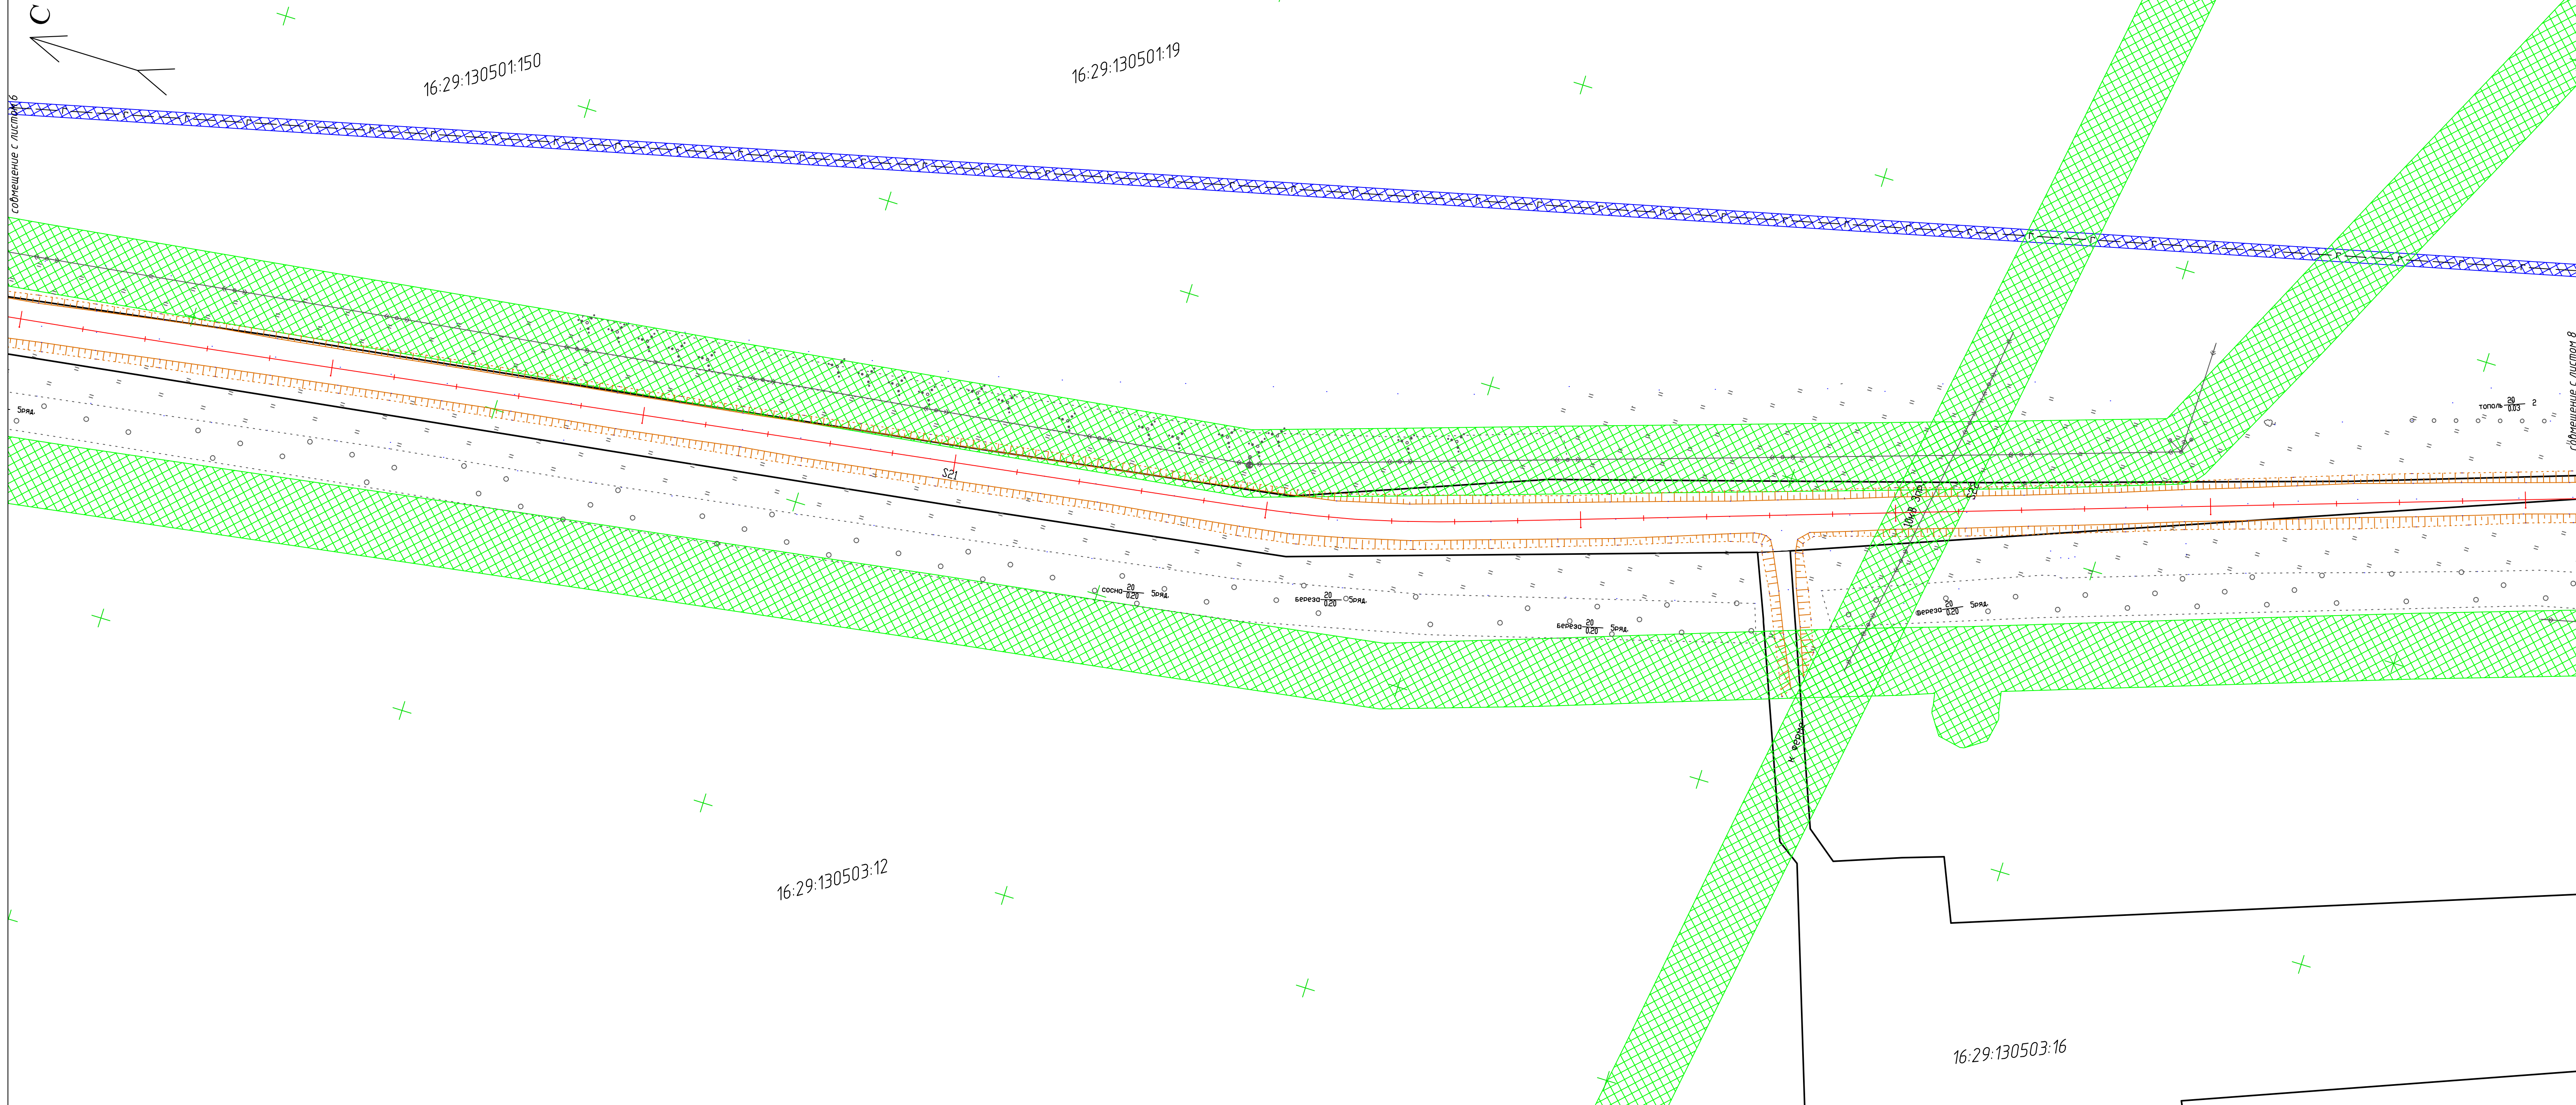 С
16:29:130501:150
16:29:130501:19
совмещение с листом 6
совмещение с листом 8
тополь 20 2
0.03
5ряд.
S21
10кВ 3пр.
S22
сосна 20 5ряд.
0.20
береза 20 5ряд.
0.20
береза 20 5ряд.
0.20
береза 20 5ряд.
0.20
к ферме
16:29:130503:12
16:29:130503:16